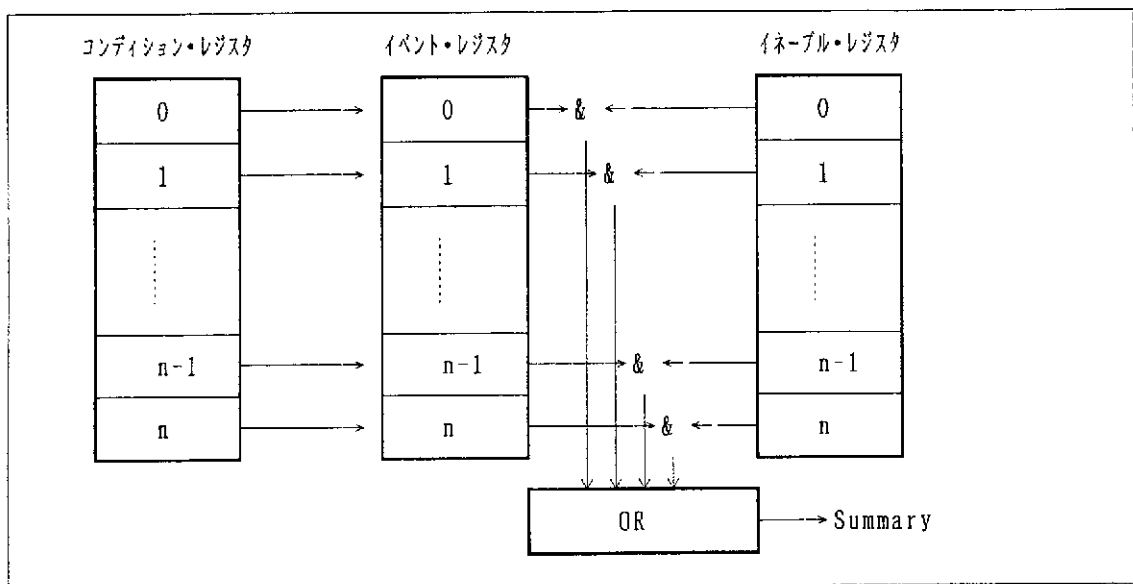 コンディション・レジスタ イベント・レジスタ イネーブル・レジスタ
0 0 & 0
1 1 & 1
n-1 n-1 & n-1
n n & n
OR Summary